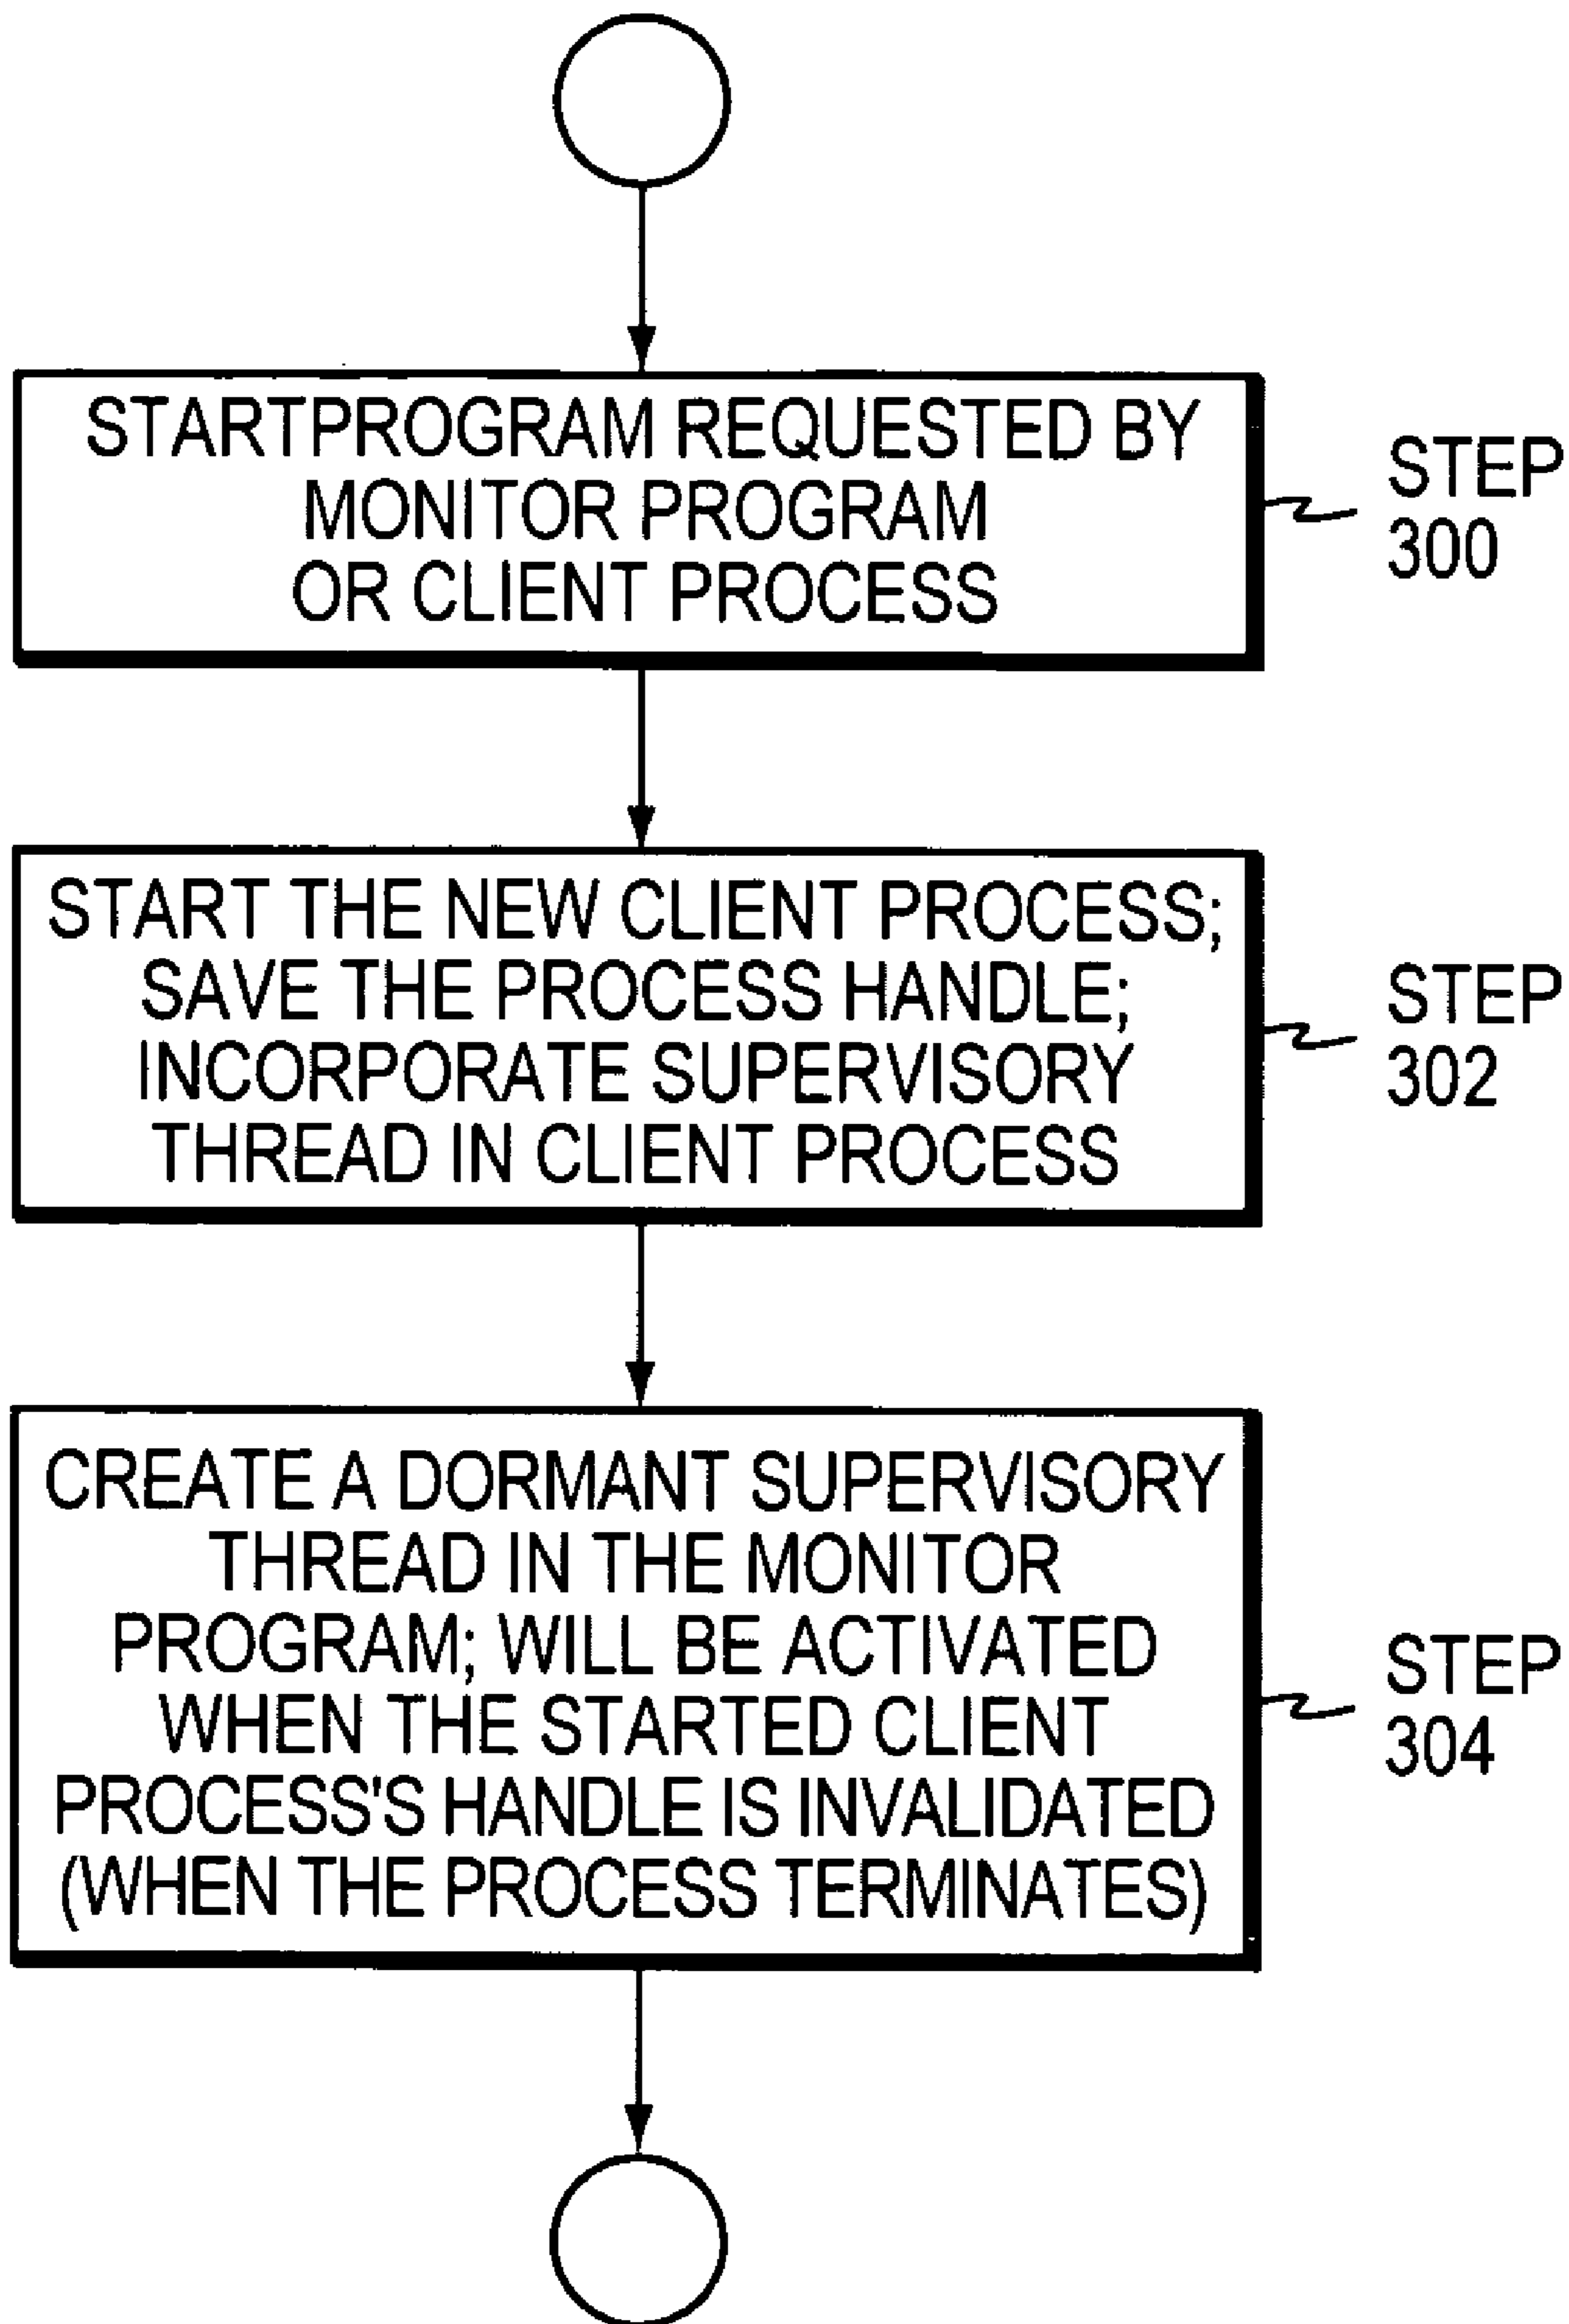 STARTPROGRAM REQUESTED BY
MONITOR PROGRAM
OR CLIENT PROCESS
STEP
300
START THE NEW CLIENT PROCESS;
SAVE THE PROCESS HANDLE;
INCORPORATE SUPERVISORY
THREAD IN CLIENT PROCESS
STEP
302
CREATE A DORMANT SUPERVISORY
THREAD IN THE MONITOR
PROGRAM; WILL BE ACTIVATED
WHEN THE STARTED CLIENT
PROCESS'S HANDLE IS INVALIDATED
(WHEN THE PROCESS TERMINATES)
STEP
304